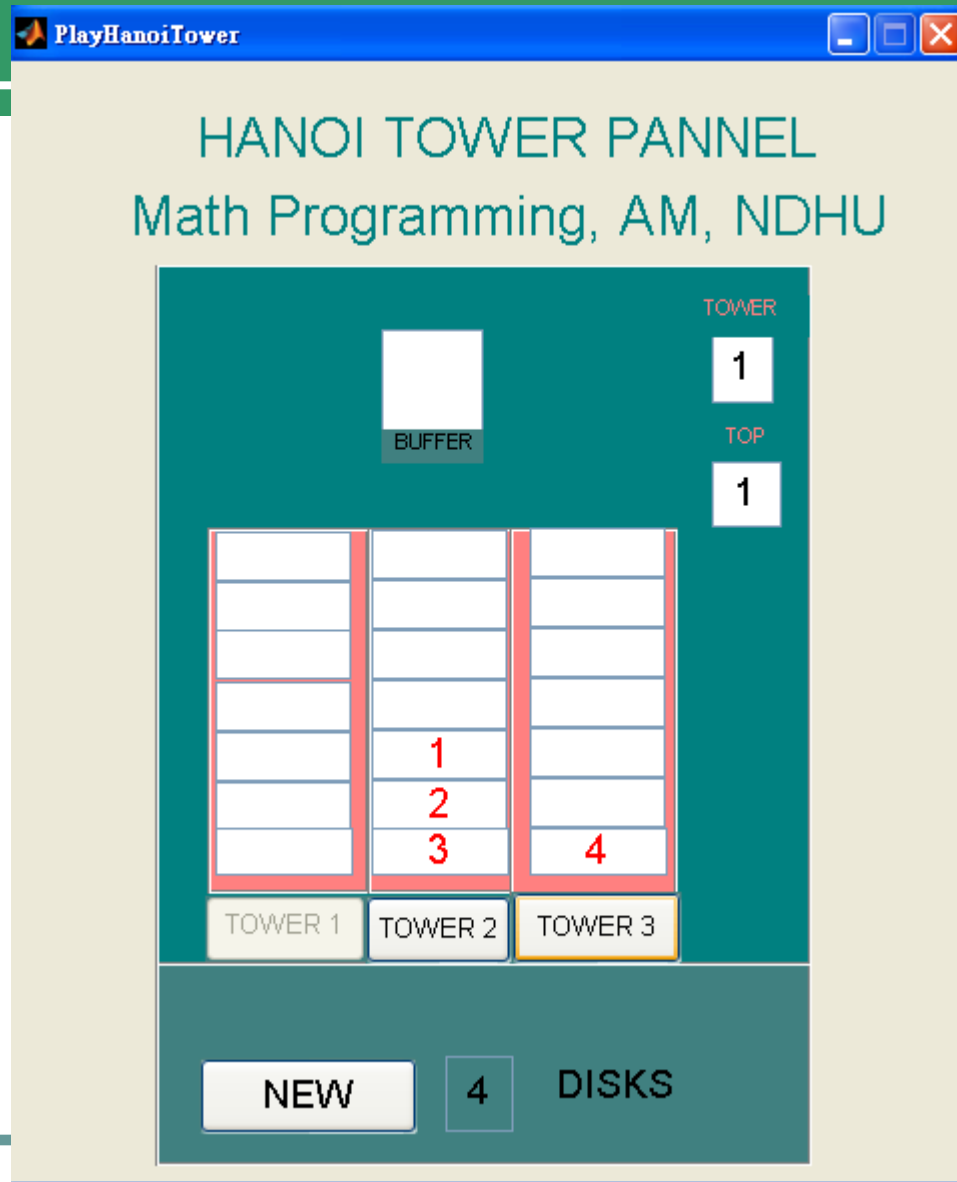 PlayHanoiTower
HANOI TOWER PANNEL
Math Programming, AM, NDHU
TOWER
1
BUFFER
TOP
1
1
2
3 4
TOWER 1 TOWER 2 TOWER 3
NEW 4 DISKS